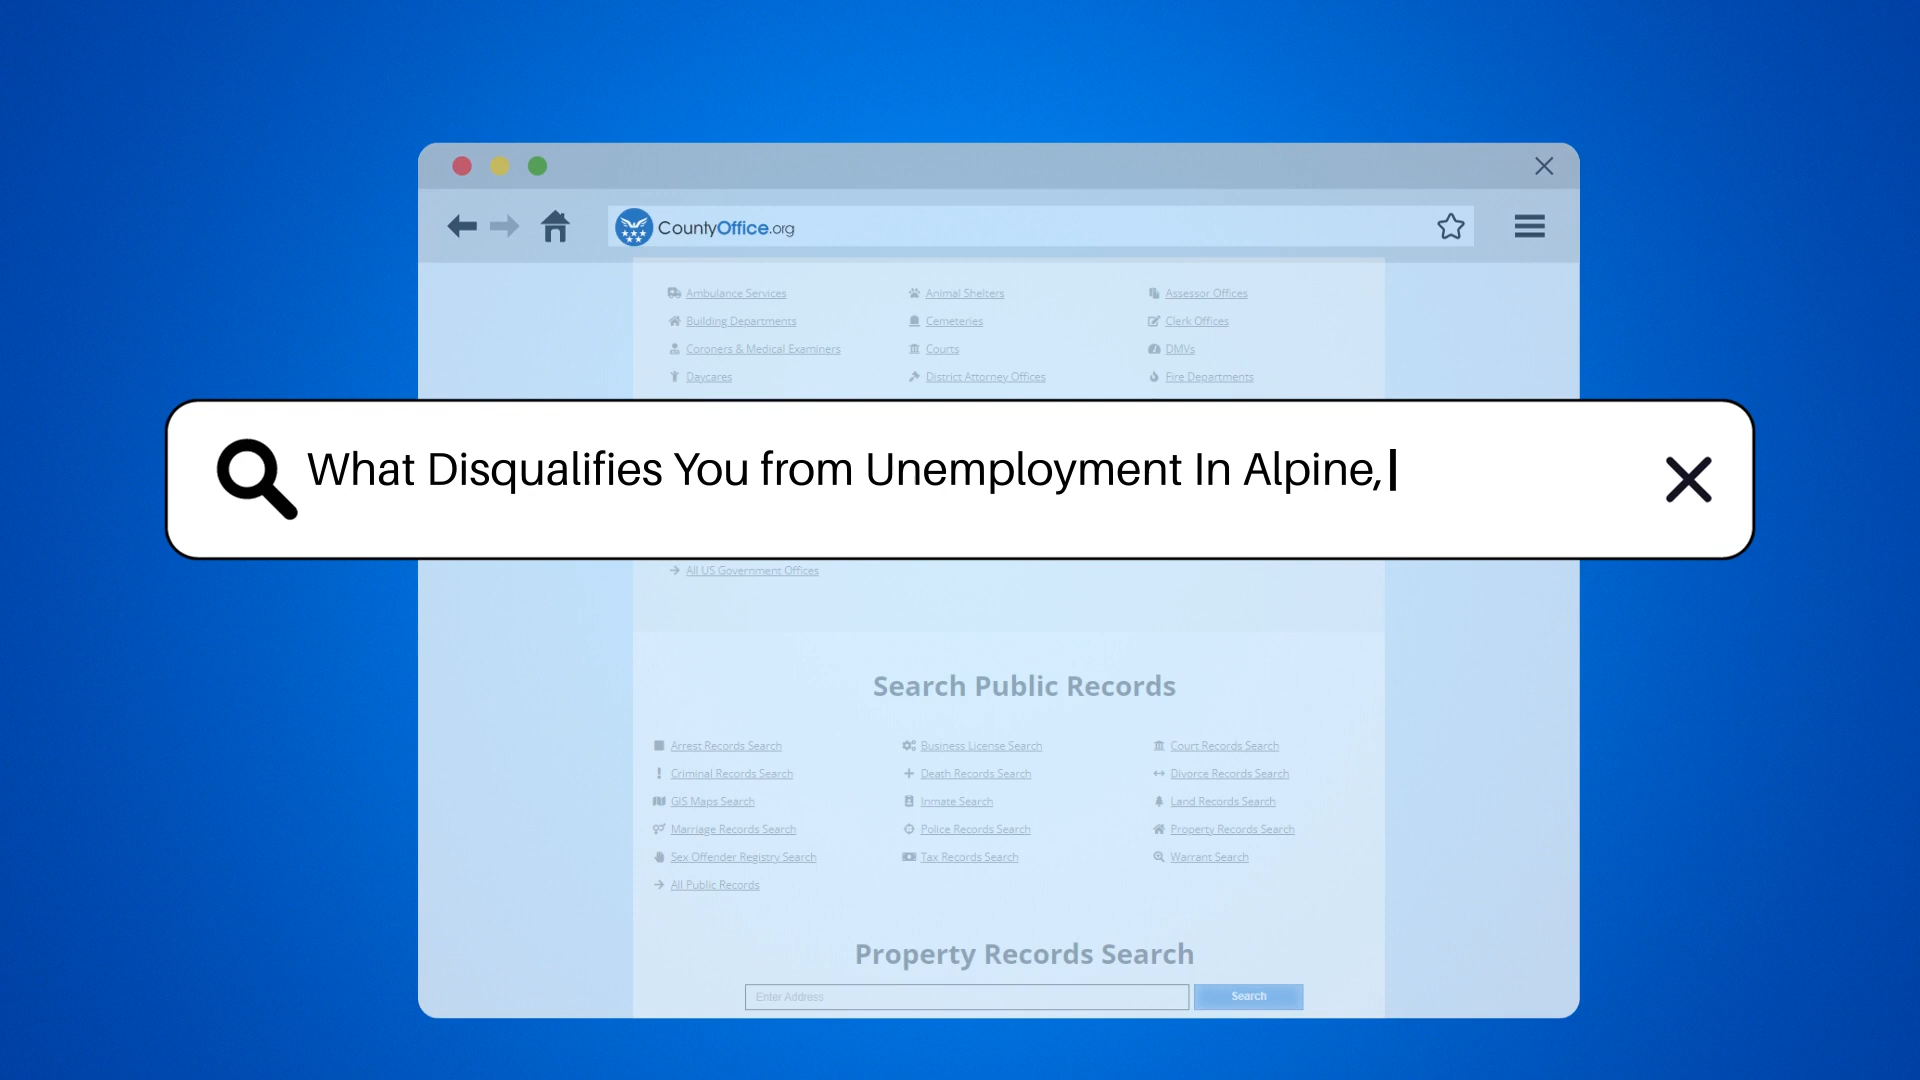 CountyOffice.org
Ambulance Services Animal Shelters Assessor Offices
Building Departments Cemeteries Clerk Offices
Coroners & Medical Examiners Courts DMVs
Daycares District Attorney Offices Fire Departments
What Disqualifies You from Unemployment In Alpine,
All US Government Offices
Search Public Records
Arrest Records Search Business License Search Court Records Search
Criminal Records Search Death Records Search Divorce Records Search
GIS Maps Search Inmate Search Land Records Search
Marriage Records Search Police Records Search Property Records Search
Sex Offender Registry Search Tax Records Search Warrant Search
All Public Records
Property Records Search
Enter Address Search